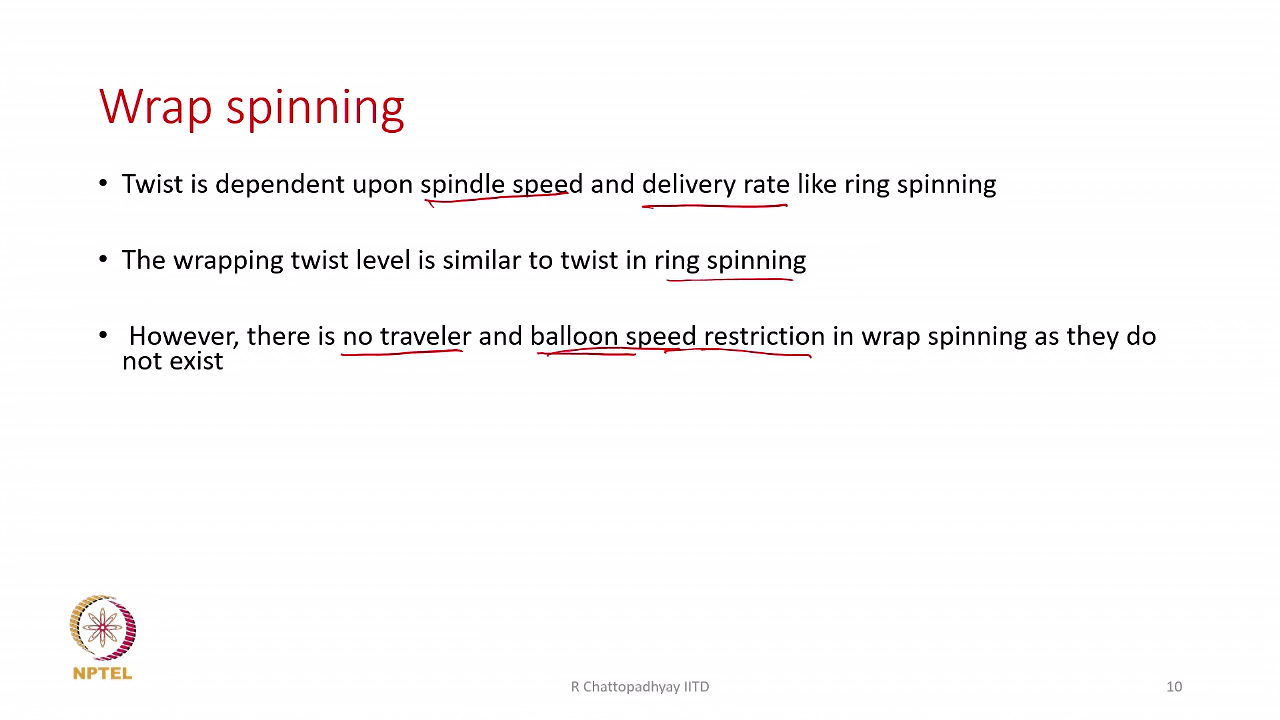 Wrap spinning
• Twist is dependent upon spindle speed and delivery rate like ring spinning
• The wrapping twist level is similar to twist in ring spinning
• However, there is no traveler and balloon speed restriction in wrap spinning as they do
not exist
NPTEL
R Chattopadhyay IITD
10